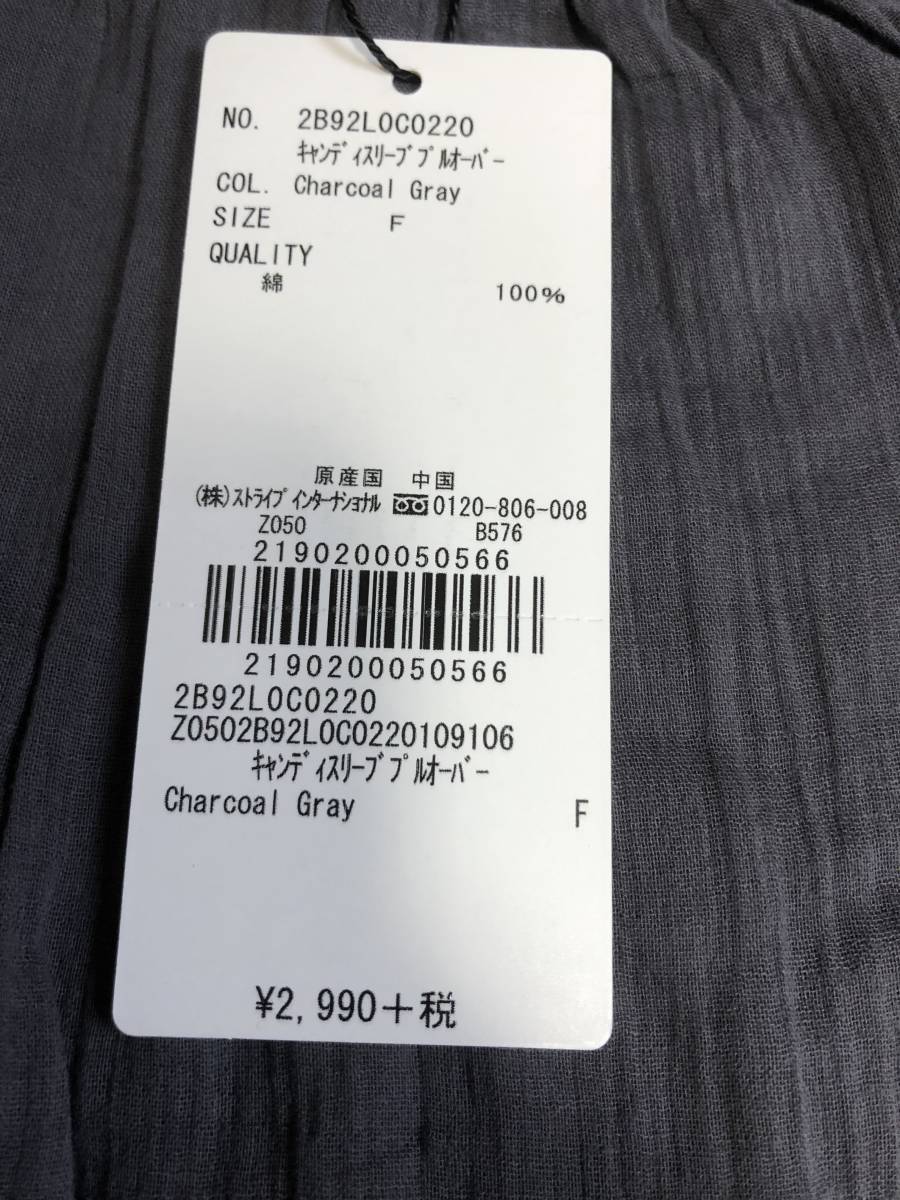 NO. 2B92L0C0220
ｷｬﾝﾃﾞｨｽﾘｰﾌﾞﾌﾟﾙｵｰﾊﾞｰ
COL. Charcoal Gray
SIZE F
QUALITY
綿 100%
原産国 中国
(株)ｽﾄﾗｲﾌﾟｲﾝﾀｰﾅｼｮﾅﾙ 0120-806-008
Z050 B576
2190200050566
2190200050566
2B92L0C0220
Z0502B92L0C0220109106
ｷｬﾝﾃﾞｨｽﾘｰﾌﾞﾌﾟﾙｵｰﾊﾞｰ
Charcoal Gray F
¥2,990+税